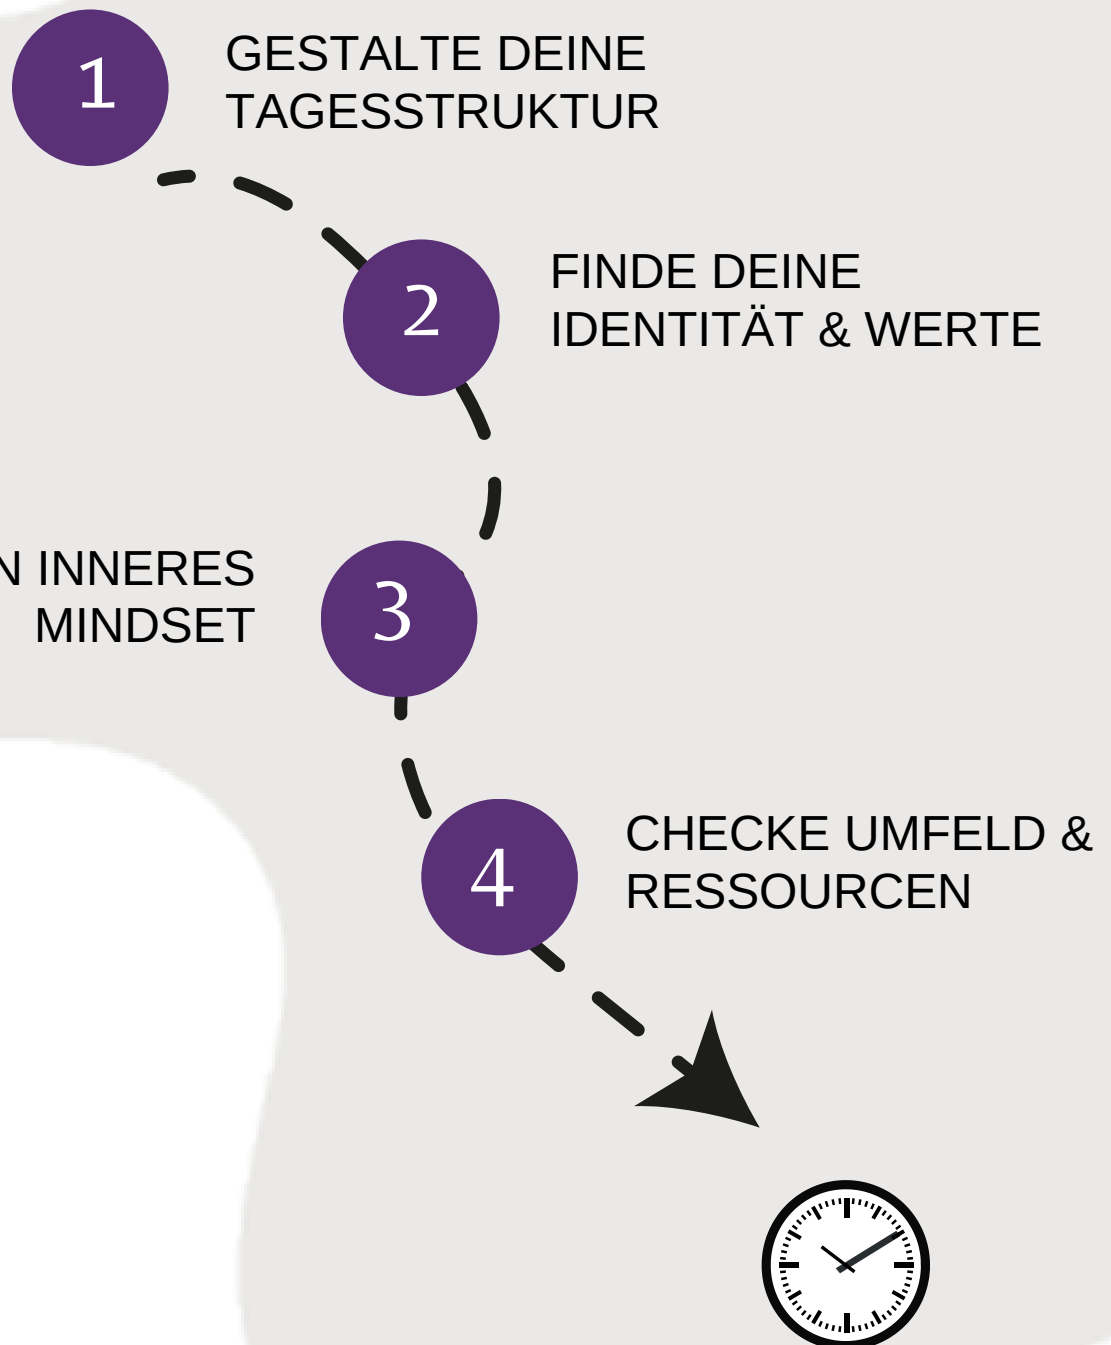 1
GESTALTE DEINE
TAGESSTRUKTUR
2
FINDE DEINE
IDENTITÄT & WERTE
N INNERES
MINDSET
3
4
CHECKE UMFELD &
RESSOURCEN